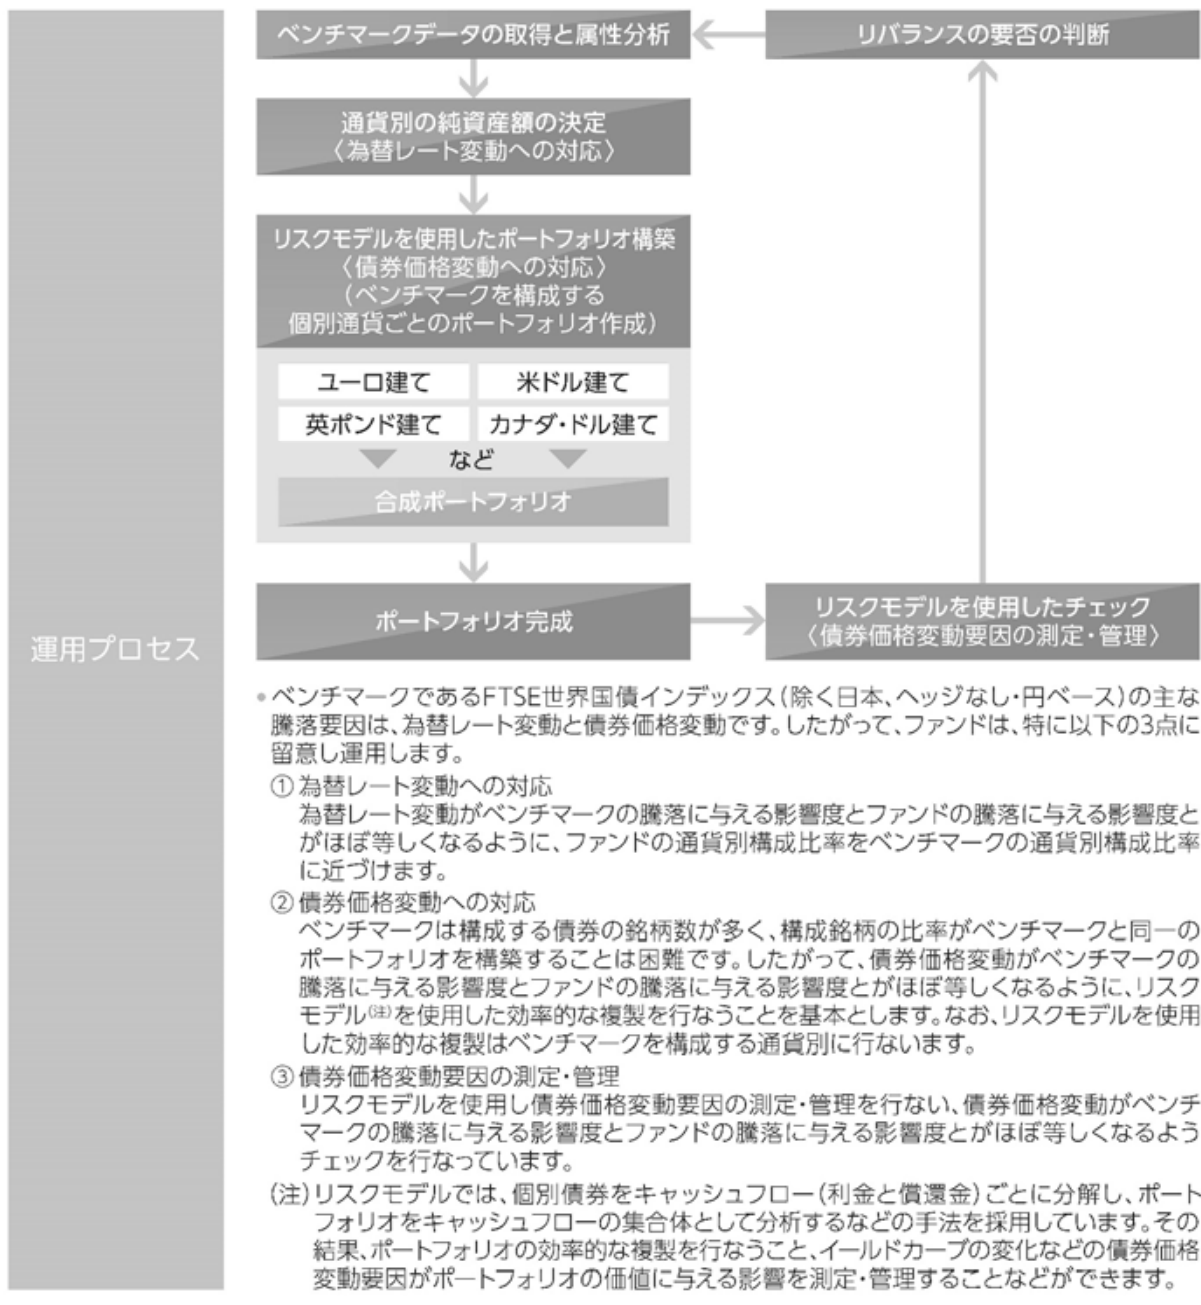 運用プロセス
ベンチマークデータの取得と属性分析
リバランスの要否の判断
通貨別の純資産額の決定
〈為替レート変動への対応〉
リスクモデルを使用したポートフォリオ構築
〈債券価格変動への対応〉
（ベンチマークを構成する
個別通貨ごとのポートフォリオ作成）
ユーロ建て
米ドル建て
英ポンド建て
カナダ・ドル建て
など
合成ポートフォリオ
ポートフォリオ完成
リスクモデルを使用したチェック
〈債券価格変動要因の測定・管理〉
●ベンチマークであるFTSE世界国債インデックス（除く日本、ヘッジなし・円ベース）の主な
騰落要因は、為替レート変動と債券価格変動です。したがって、ファンドは、特に以下の3点に
留意し運用します。
①為替レート変動への対応
為替レート変動がベンチマークの騰落に与える影響度とファンドの騰落に与える影響度と
がほぼ等しくなるように、ファンドの通貨別構成比率をベンチマークの通貨別構成比率
に近づけます。
②債券価格変動への対応
ベンチマークは構成する債券の銘柄数が多く、構成銘柄の比率がベンチマークと同一の
ポートフォリオを構築することは困難です。したがって、債券価格変動がベンチマークの
騰落に与える影響度とファンドの騰落に与える影響度とがほぼ等しくなるように、リスク
モデル(注)を使用した効率的な複製を行なうことを基本とします。なお、リスクモデルを使用
した効率的な複製はベンチマークを構成する通貨別に行ないます。
③債券価格変動要因の測定・管理
リスクモデルを使用し債券価格変動要因の測定・管理を行ない、債券価格変動がベンチ
マークの騰落に与える影響度とファンドの騰落に与える影響度とがほぼ等しくなるよう
チェックを行なっています。
(注)リスクモデルでは、個別債券をキャッシュフロー（利金と償還金）ごとに分解し、ポート
フォリオをキャッシュフローの集合体として分析するなどの手法を採用しています。その
結果、ポートフォリオの効率的な複製を行なうこと、イールドカーブの変化などの債券価格
変動要因がポートフォリオの価値に与える影響を測定・管理することなどができます。